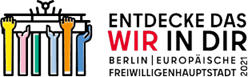 ENTDECKE DAS
WIR IN DIR
BERLIN | EUROPÄISCHE
FREIWILLIGENHAUPTSTADT